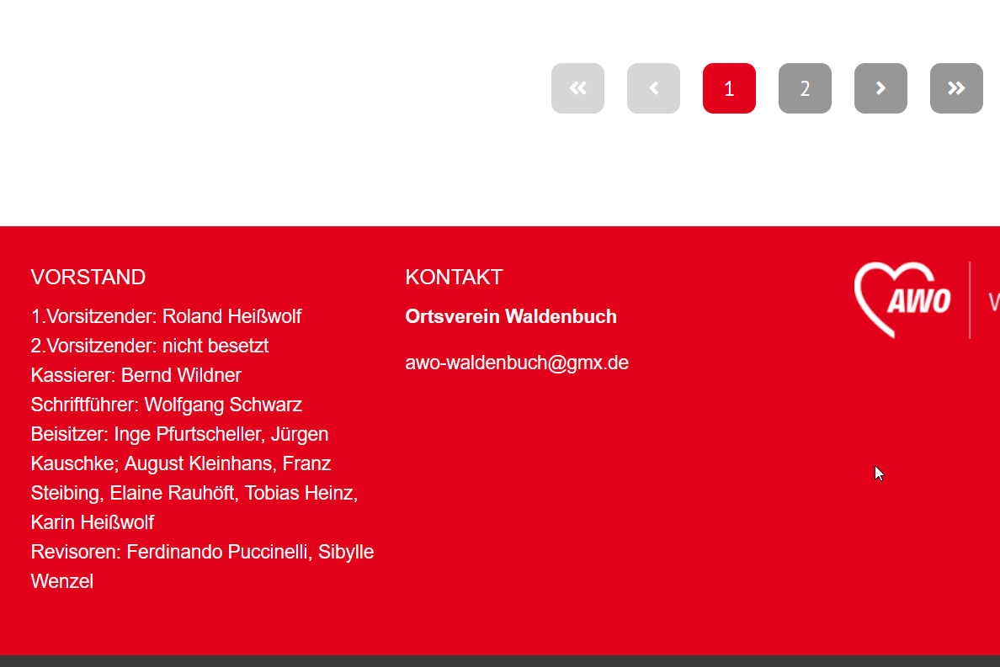 1 2
VORSTAND
1.Vorsitzender: Roland Heißwolf
2.Vorsitzender: nicht besetzt
Kassierer: Bernd Wildner
Schriftführer: Wolfgang Schwarz
Beisitzer: Inge Pfurtscheller, Jürgen
Kauschke; August Kleinhans, Franz
Steibing, Elaine Rauhöft, Tobias Heinz,
Karin Heißwolf
Revisoren: Ferdinando Puccinelli, Sibylle
Wenzel
KONTAKT
Ortsverein Waldenbuch
awo-waldenbuch@gmx.de
AWO